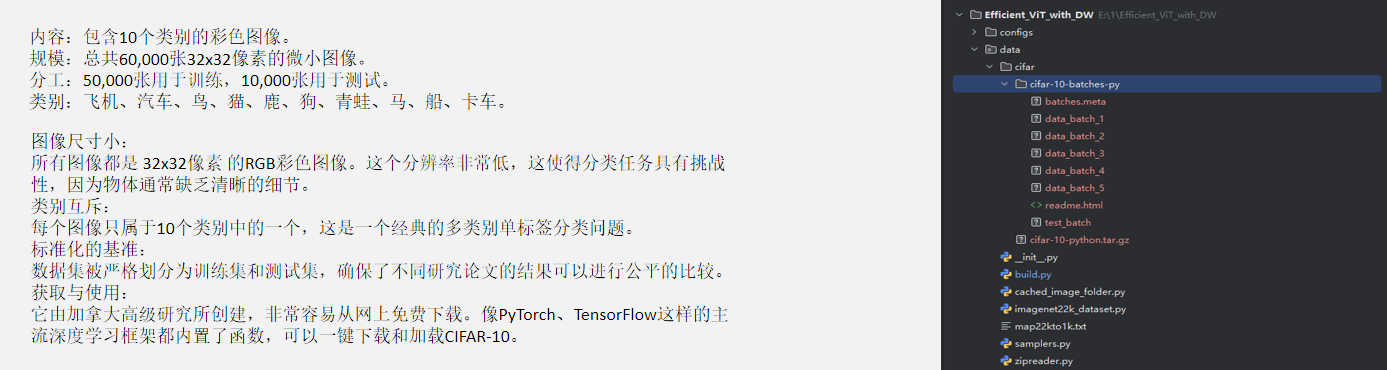 内容：包含10个类别的彩色图像。
规模：总共60,000张32x32像素的微小图像。
分工：50,000张用于训练，10,000张用于测试。
类别：飞机、汽车、鸟、猫、鹿、狗、青蛙、马、船、卡车。
图像尺寸小：
所有图像都是 32x32像素 的RGB彩色图像。这个分辨率非常低，这使得分类任务具有挑战
性，因为物体通常缺乏清晰的细节。
类别互斥：
每个图像只属于10个类别中的一个，这是一个经典的多类别单标签分类问题。
标准化的基准：
数据集被严格划分为训练集和测试集，确保了不同研究论文的结果可以进行公平的比较。
获取与使用：
它由加拿大高级研究所创建，非常容易从网上免费下载。像PyTorch、TensorFlow这样的主
流深度学习框架都内置了函数，可以一键下载和加载CIFAR-10。
Efficient_ViT_with_DW E:\1\Efficient_ViT_with_DW
configs
data
cifar
cifar-10-batches-py
batches.meta
data_batch_1
data_batch_2
data_batch_3
data_batch_4
data_batch_5
<> readme.html
test_batch
cifar-10-python.tar.gz
__init__.py
build.py
cached_image_folder.py
imagenet22k_dataset.py
map22kto1k.txt
samplers.py
zipreader.py